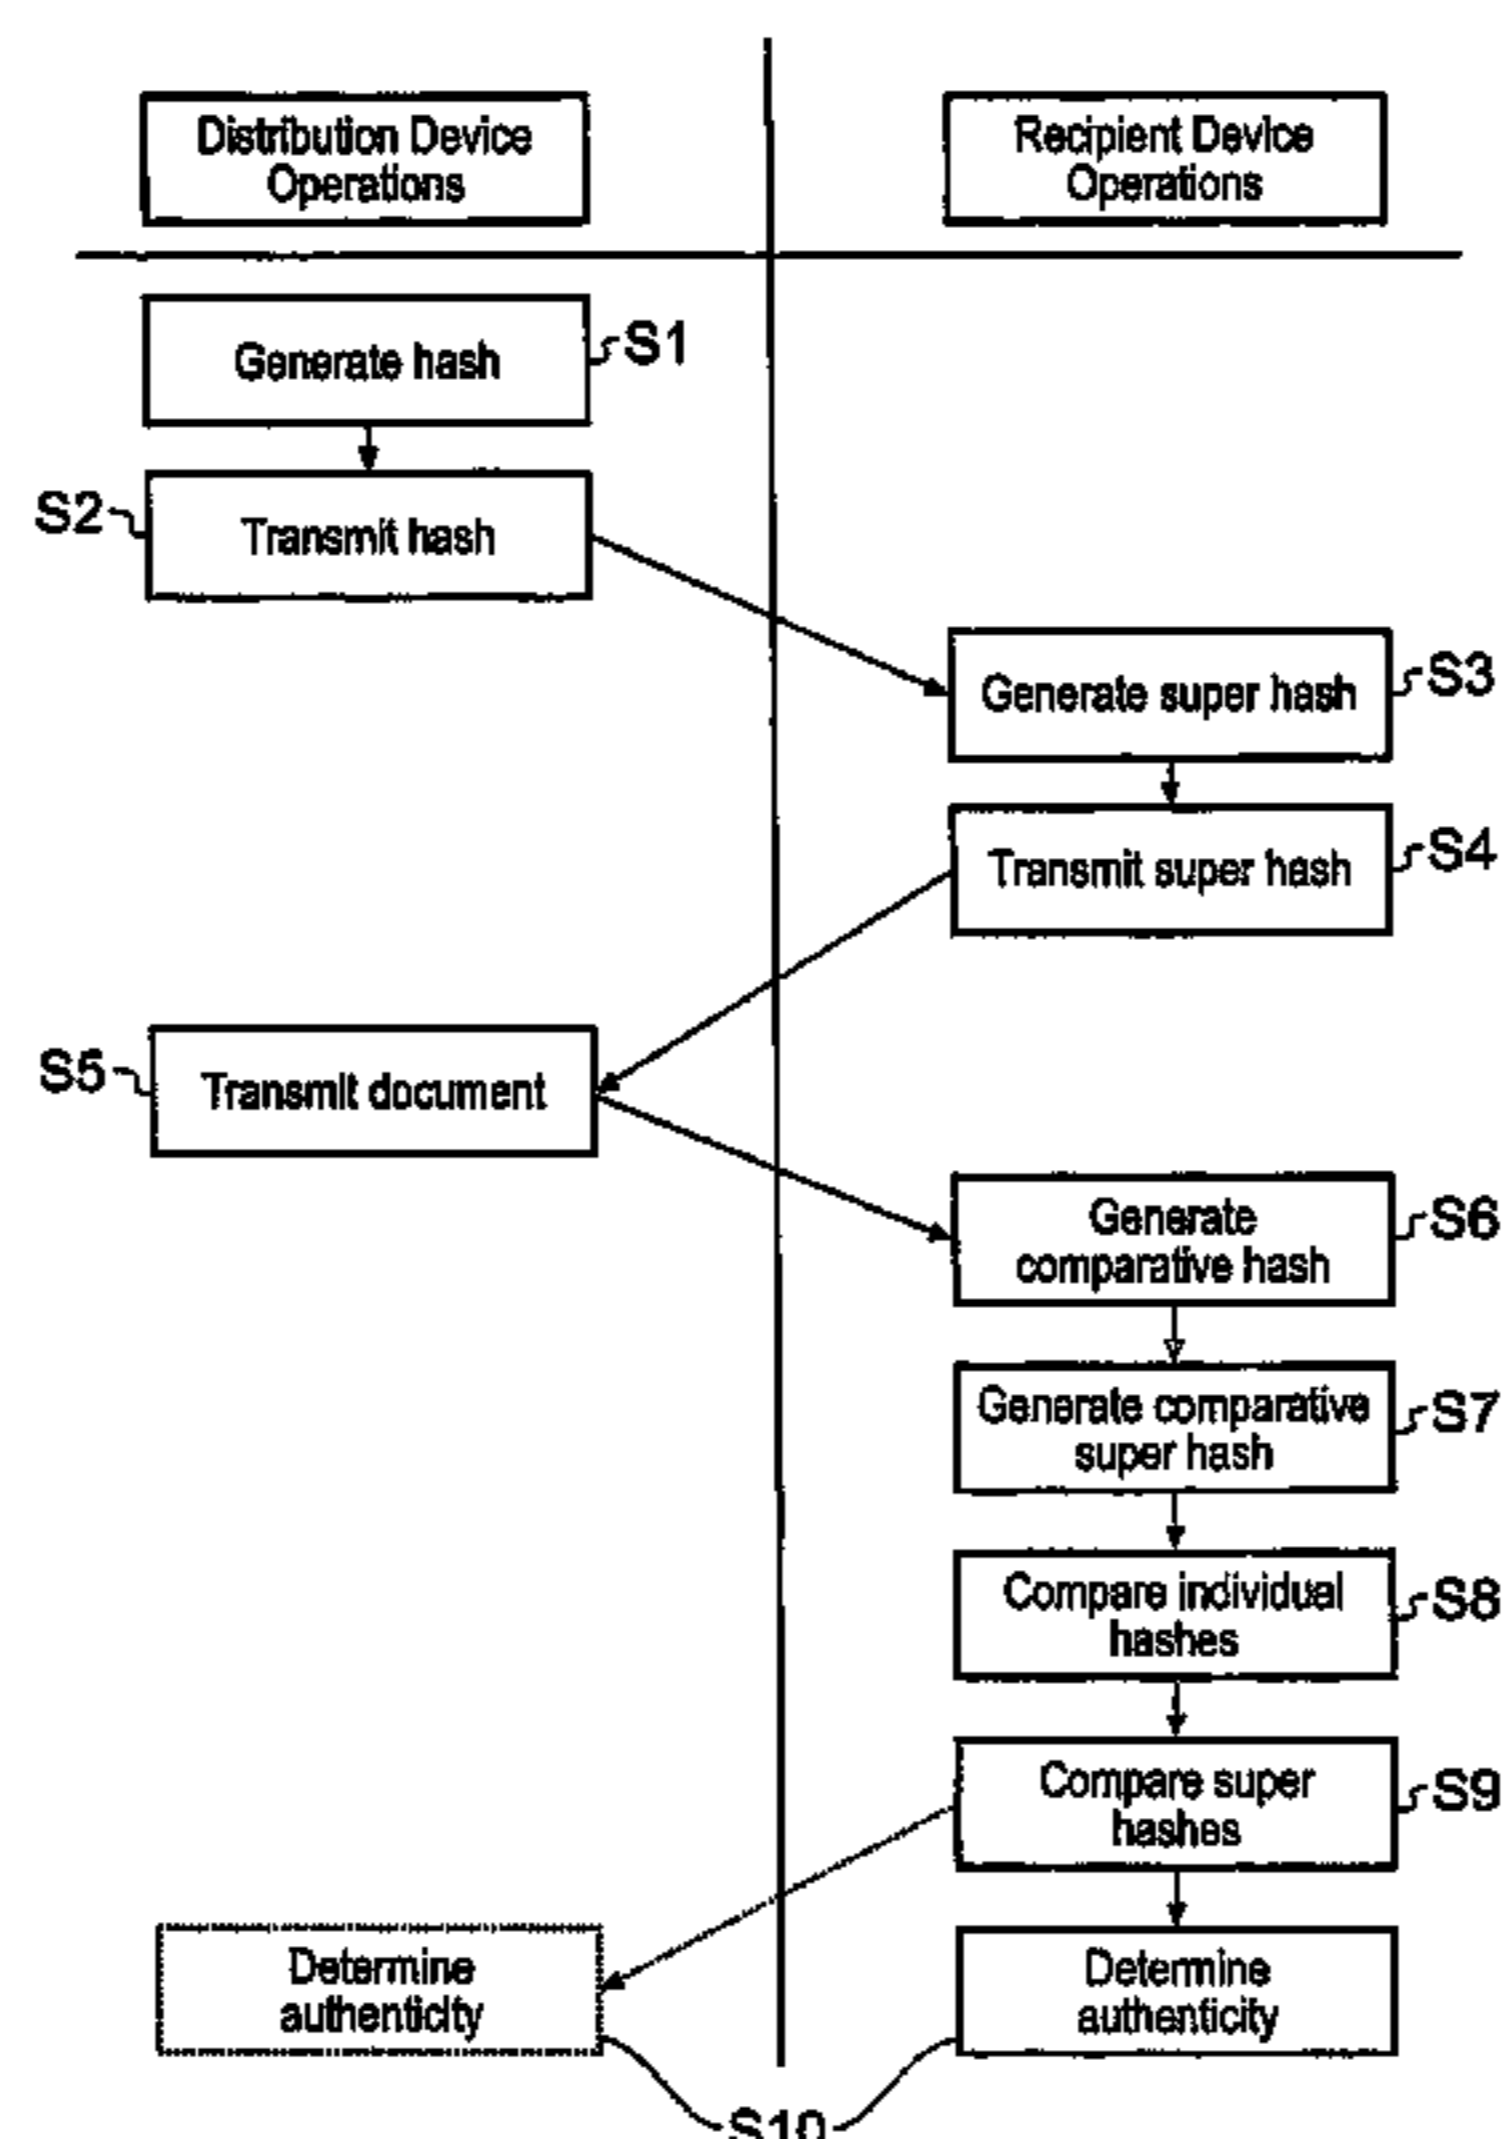 Distribution Device
Operations
Recipient Device
Operations
Generate hash
S1
S2
Transmit hash
Generate super hash
S3
Transmit super hash
S4
S5
Transmit document
Generate
comparative hash
S6
Generate comparative
super hash
S7
Compare individual
hashes
S8
Compare super
hashes
S9
Determine
authenticity
Determine
authenticity
S10